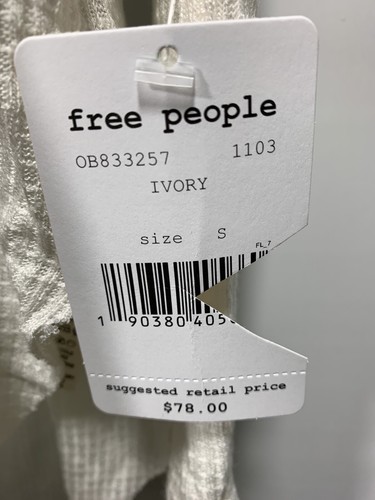 free people
OB833257 1103
IVORY
size S
FL_7
1 90380 405
suggested retail price
$78.00